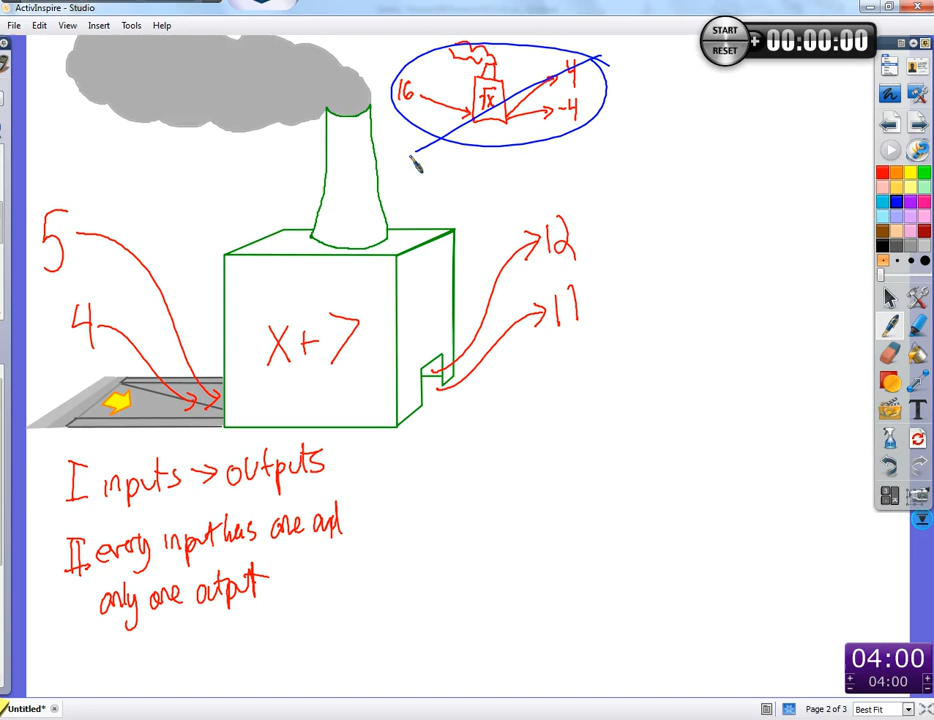 ActivInspire - Studio
File Edit View Insert Tools Help
START
RESET
+ 00:00:00
16 √x 4
-4
5
4
x+7
12
11
I inputs → outputs
II. every input has one and
only one output
04:00
04:00
Untitled*
Page 2 of 3 Best Fit